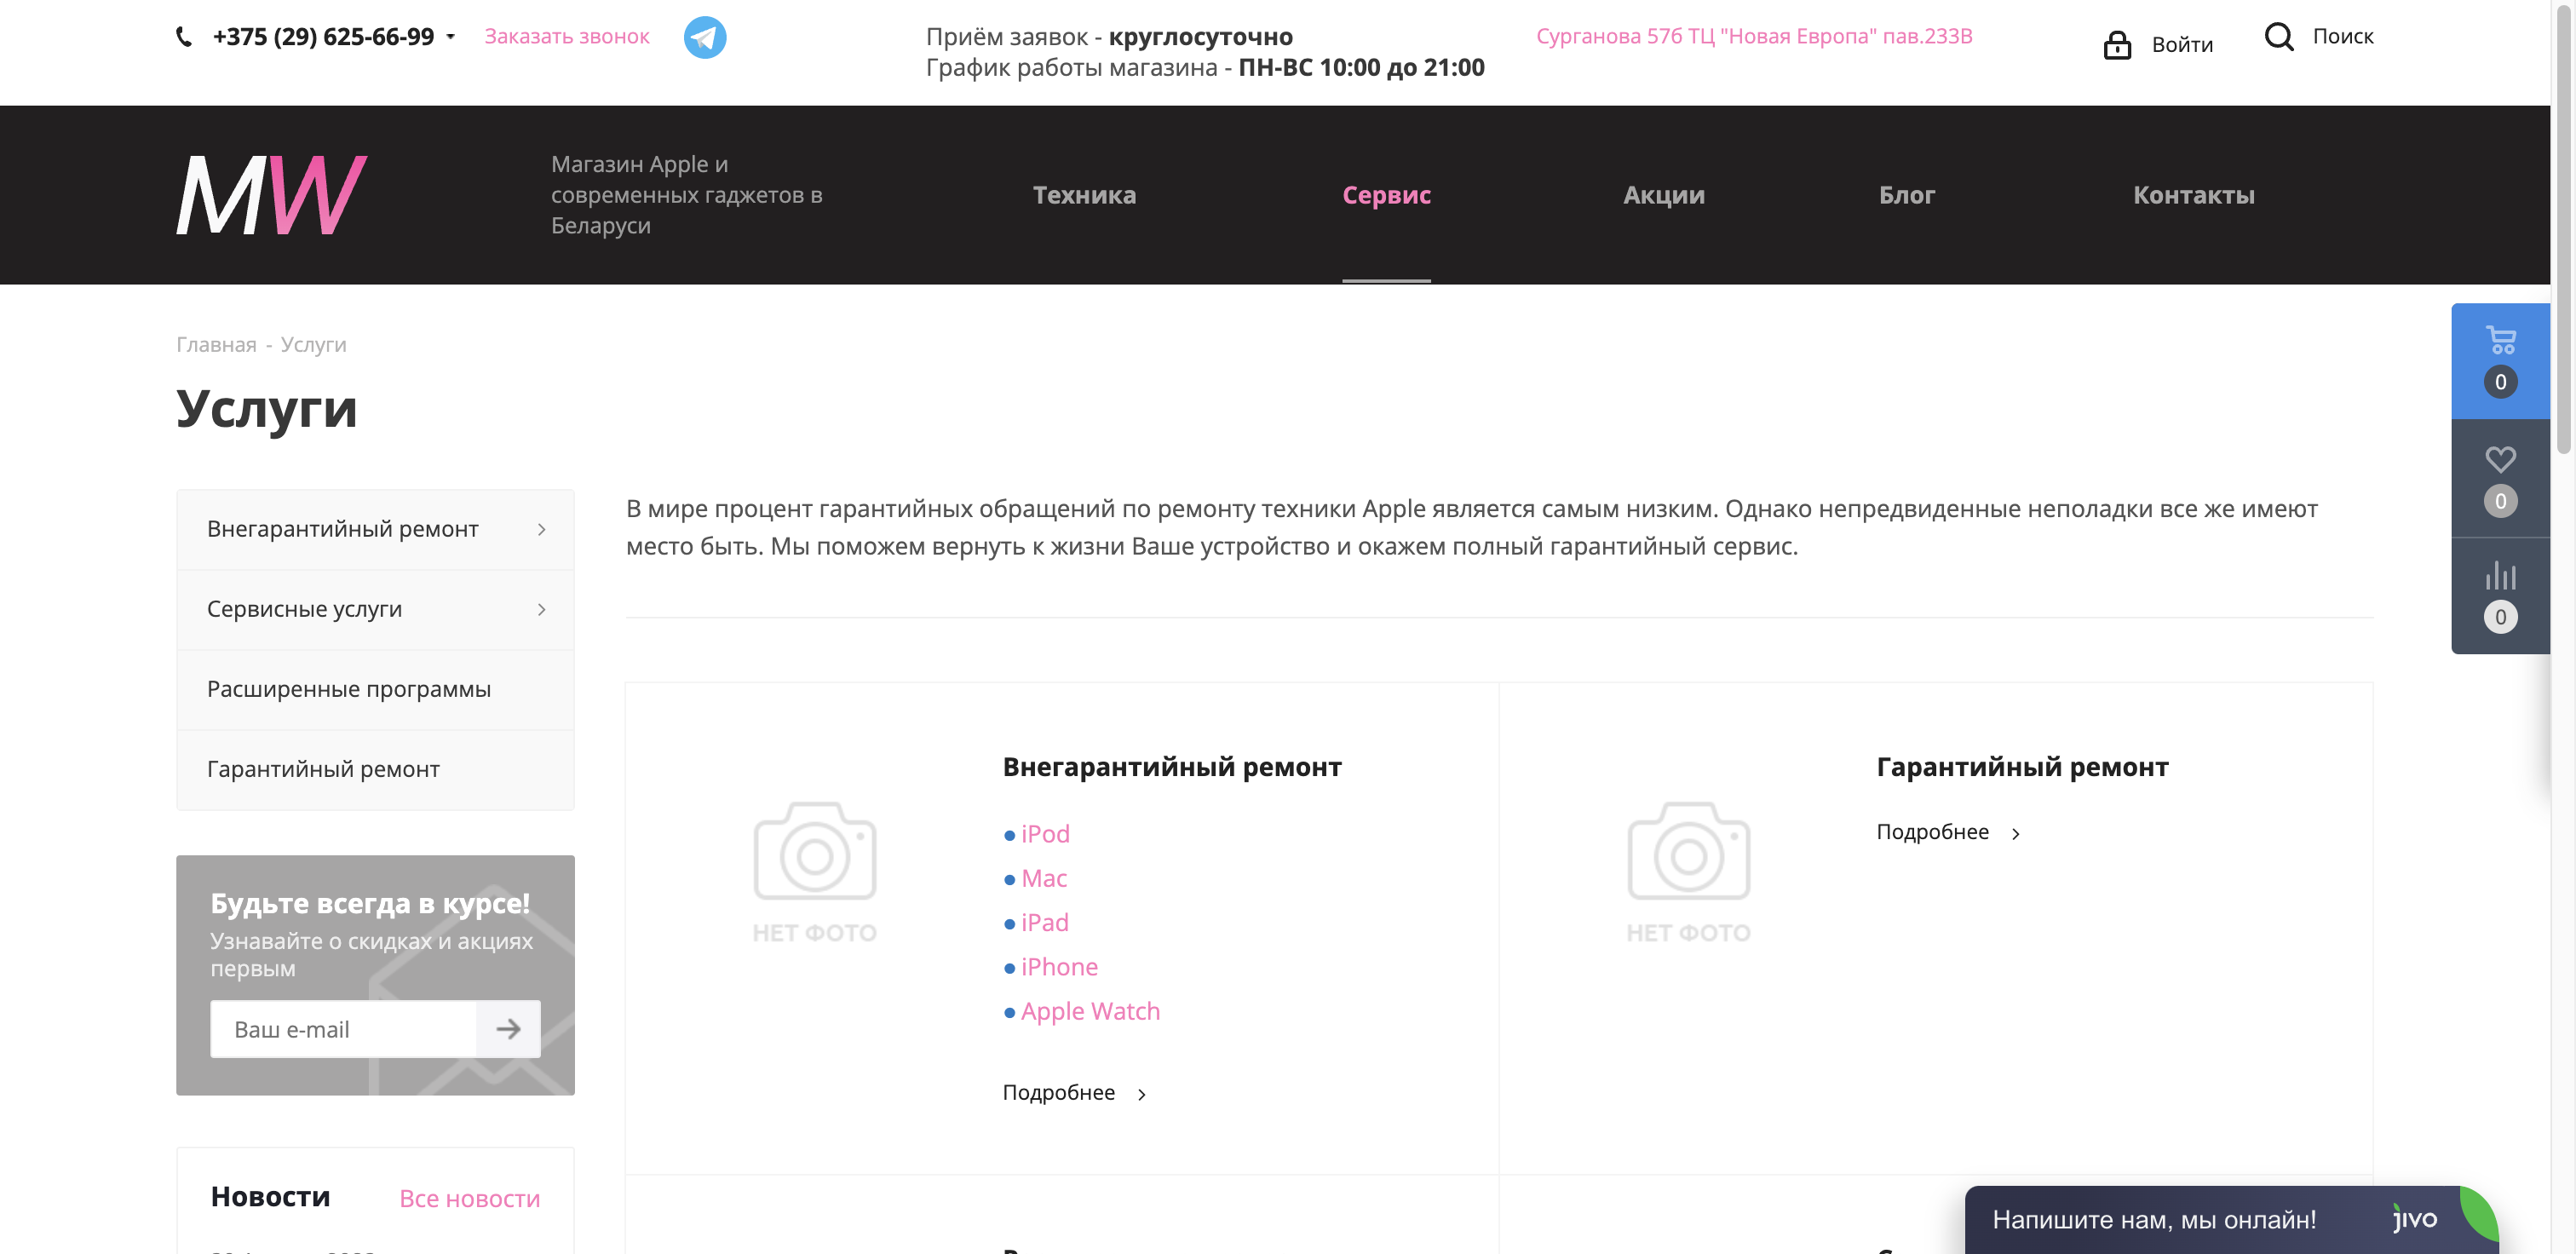 +375 (29) 625-66-99
Заказать звонок
Приём заявок - круглосуточно
График работы магазина - ПН-ВС 10:00 до 21:00
Сурганова 57б ТЦ "Новая Европа" пав.233В
Войти
Поиск
MW
Магазин Apple и
современных гаджетов в
Беларуси
Техника
Сервис
Акции
Блог
Контакты
Главная - Услуги
Услуги
0
0
0
Внегарантийный ремонт
Сервисные услуги
Расширенные программы
Гарантийный ремонт
В мире процент гарантийных обращений по ремонту техники Apple является самым низким. Однако непредвиденные неполадки все же имеют
место быть. Мы поможем вернуть к жизни Ваше устройство и окажем полный гарантийный сервис.
НЕТ ФОТО
Внегарантийный ремонт
iPod
Mac
iPad
iPhone
Apple Watch
Подробнее
НЕТ ФОТО
Гарантийный ремонт
Подробнее
Будьте всегда в курсе!
Узнавайте о скидках и акциях
первым
Ваш e-mail
Новости
Все новости
Напишите нам, мы онлайн!
jivo